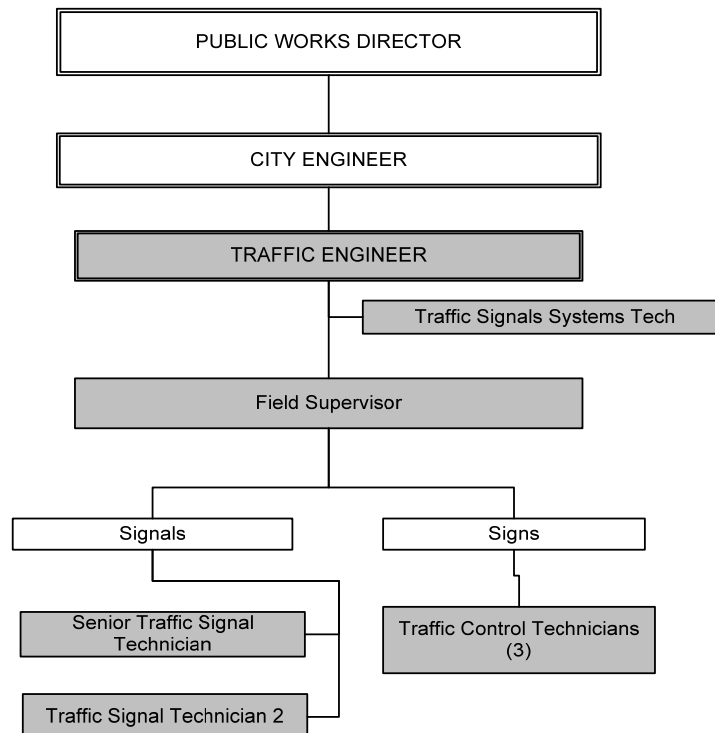 PUBLIC WORKS DIRECTOR
CITY ENGINEER
TRAFFIC ENGINEER
Traffic Signals Systems Tech
Field Supervisor
Signals
Signs
Senior Traffic Signal
Technician
Traffic Control Technicians
(3)
Traffic Signal Technician 2